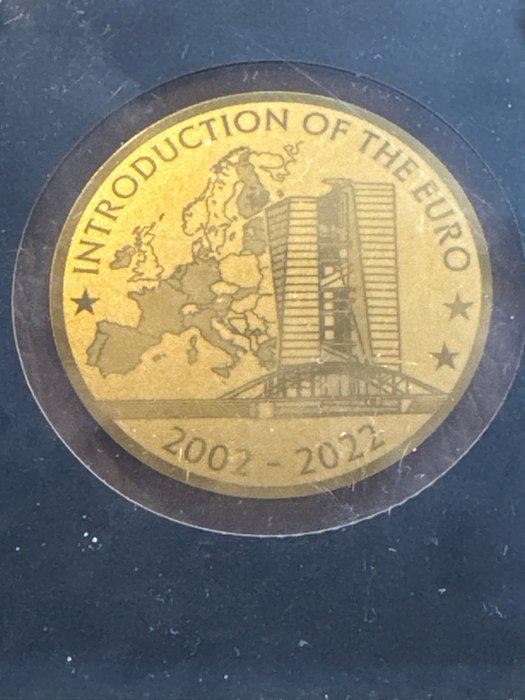 INTRODUCTION OF THE EURO
2002 - 2022